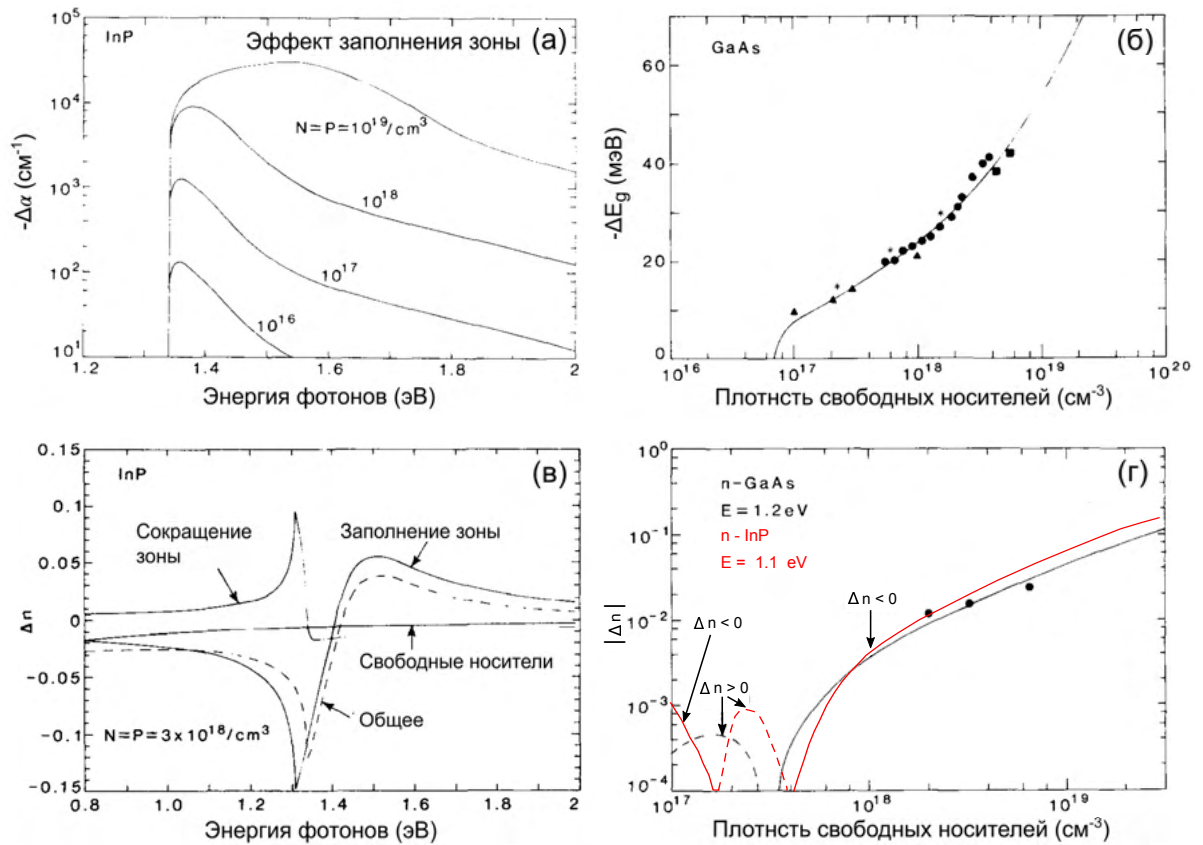 InP
Эффект заполнения зоны
(а)
N=P=10¹⁹/cm³
10¹⁸
10¹⁷
10¹⁶
-Δα (см⁻¹)
10⁵
10⁴
10³
10²
10¹
1.2
1.4
1.6
1.8
2
Энергия фотонов (эВ)
GaAs
(б)
-ΔE_g (мэВ)
60
40
20
0
10¹⁶
10¹⁷
10¹⁸
10¹⁹
10²⁰
Плотнсть свободных носителей (см⁻³)
InP
(в)
Сокращение
зоны
Заполнение зоны
Свободные носители
Общее
N=P=3x10¹⁸/cm³
Δn
0.15
0.1
0.05
0
-0.05
-0.1
-0.15
0.8
1.0
1.2
1.4
1.6
1.8
2
Энергия фотонов (эВ)
(г)
n-GaAs
E = 1.2 eV
n - InP
E = 1.1 eV
Δn<0
Δn<0
Δn>0
|Δn|
10⁰
10⁻¹
10⁻²
10⁻³
10⁻⁴
10¹⁷
10¹⁸
10¹⁹
Плотнсть свободных носителей (см⁻³)